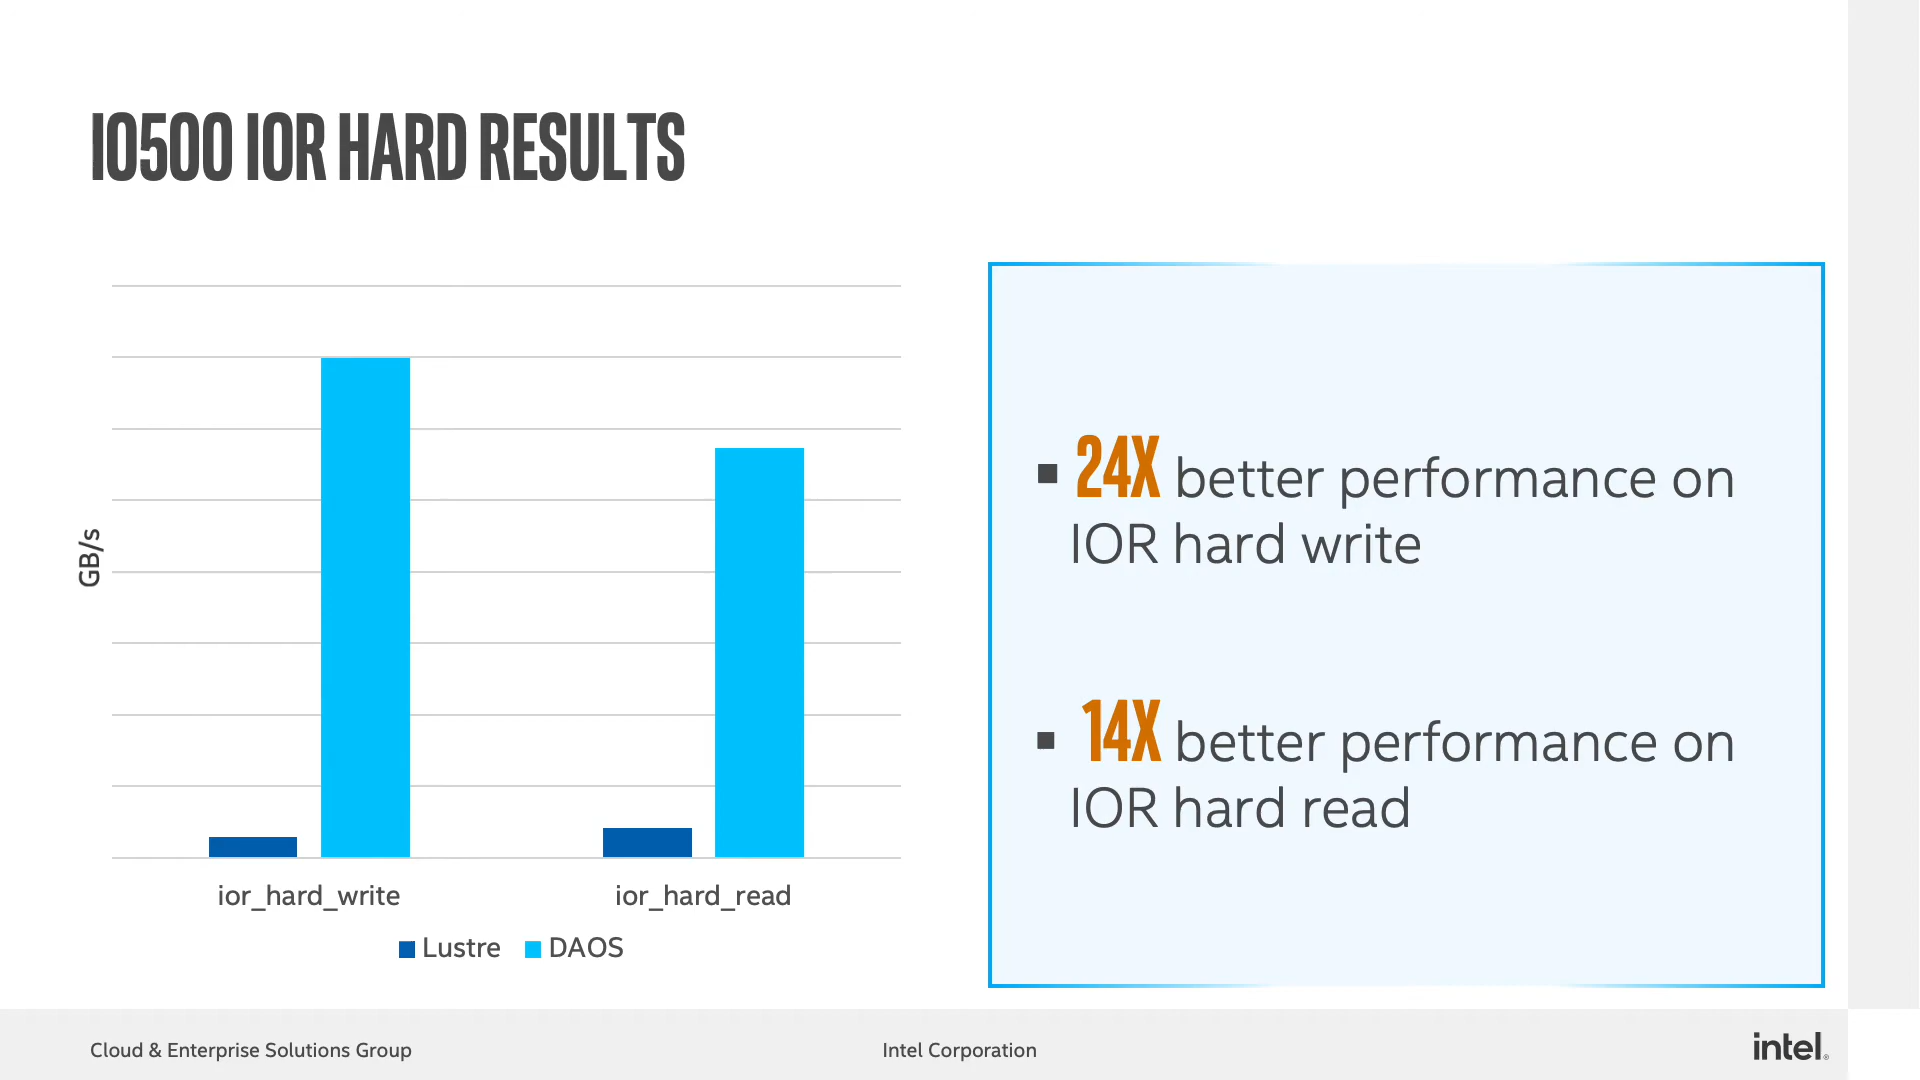 IO500 IOR HARD RESULTS
GB/s
ior_hard_write
ior_hard_read
Lustre
DAOS
▪ 24X better performance on
IOR hard write
▪ 14X better performance on
IOR hard read
Cloud & Enterprise Solutions Group
Intel Corporation
intel®